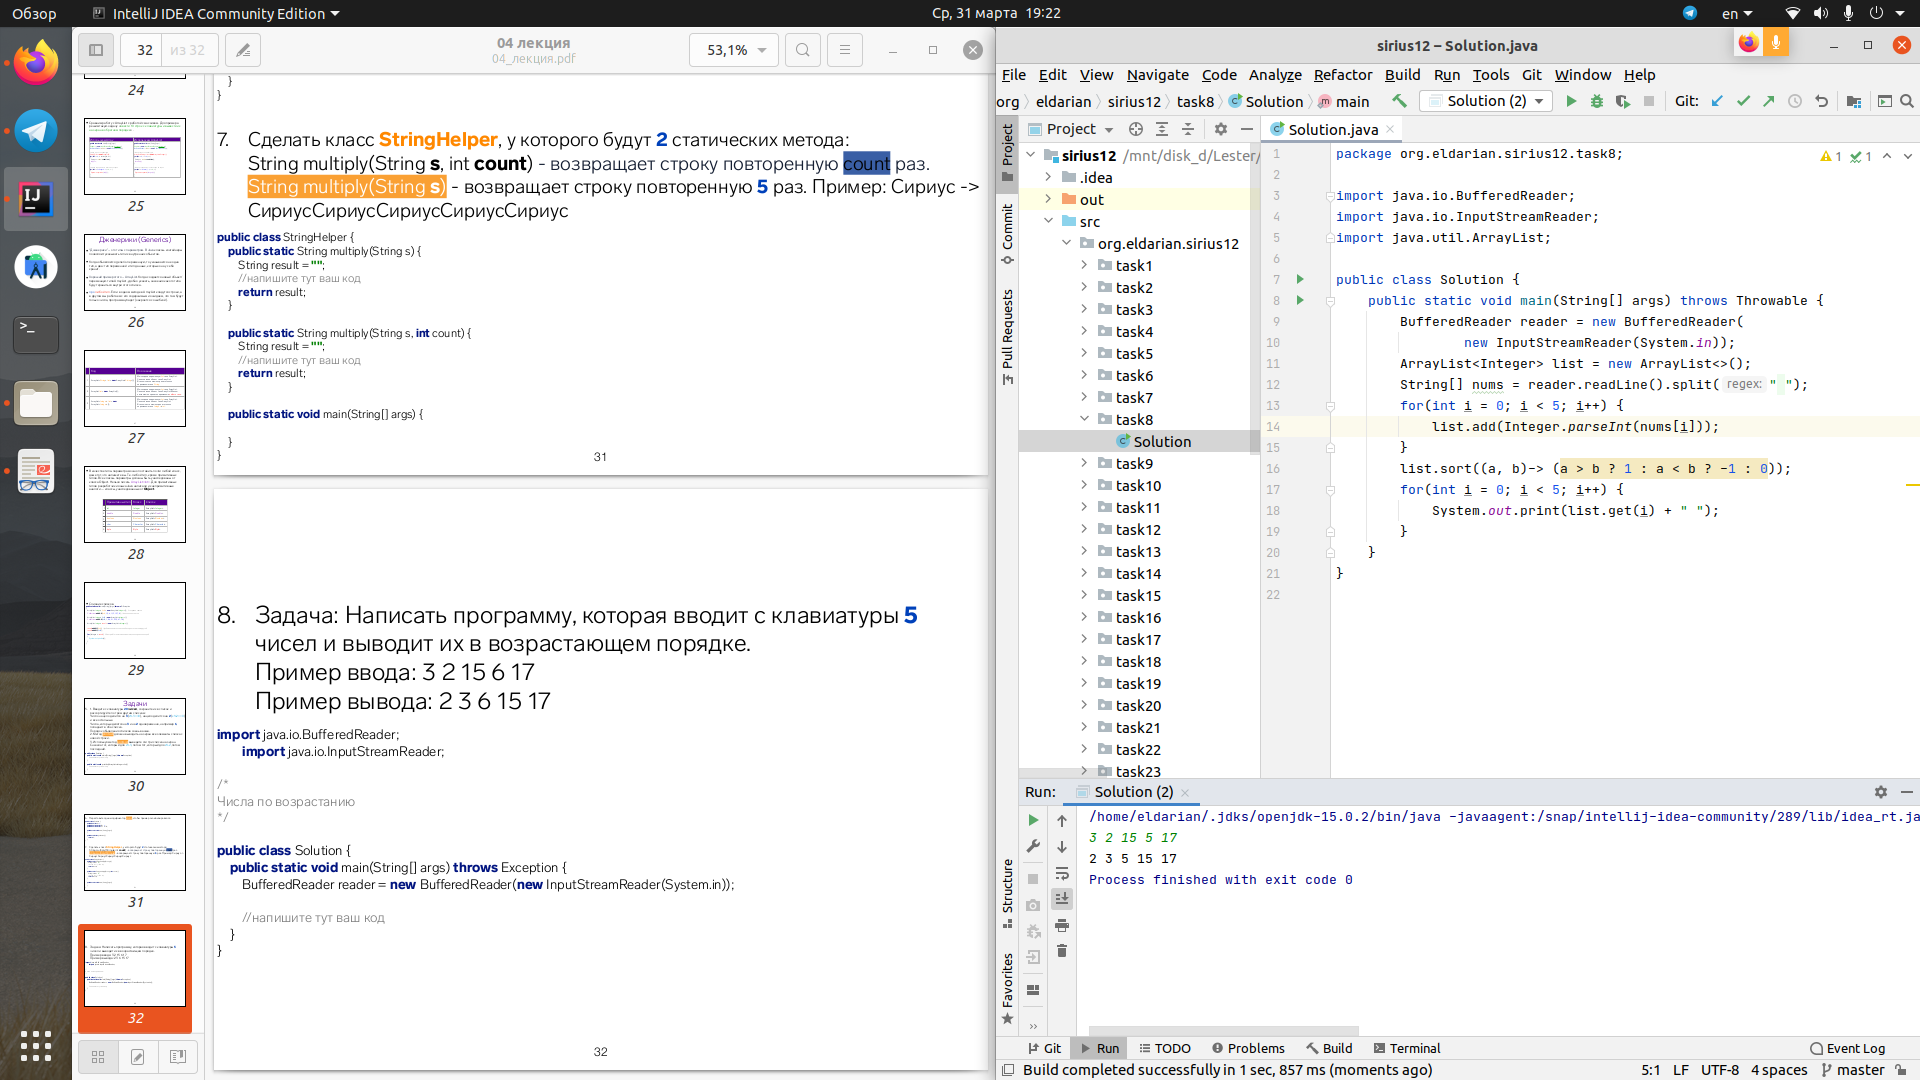 Обзор
IntelliJ IDEA Community Edition
Ср, 31 марта 19:22
en
32 из 32
04 лекция
04_лекция.pdf
53,1%
24
25
Дженерики (Generics)
26
27
28
29
Задачи
30
31
32
}
}
7. Сделать класс StringHelper, у которого будут 2 статических метода:
String multiply(String s, int count) - возвращает строку повторенную count раз.
String multiply(String s) - возвращает строку повторенную 5 раз. Пример: Сириус ->
СириусСириусСириусСириусСириус
public class StringHelper {
public static String multiply(String s) {
String result = "";
//напишите тут ваш код
return result;
}
public static String multiply(String s, int count) {
String result = "";
//напишите тут ваш код
return result;
}
public static void main(String[] args) {
}
}
31
8. Задача: Написать программу, которая вводит с клавиатуры 5
чисел и выводит их в возрастающем порядке.
Пример ввода: 3 2 15 6 17
Пример вывода: 2 3 6 15 17
import java.io.BufferedReader;
import java.io.InputStreamReader;
/*
Числа по возрастанию
*/
public class Solution {
public static void main(String[] args) throws Exception {
BufferedReader reader = new BufferedReader(new InputStreamReader(System.in));
//напишите тут ваш код
}
}
32
sirius12 – Solution.java
File Edit View Navigate Code Analyze Refactor Build Run Tools Git Window Help
org eldarian sirius12 task8 Solution main
Solution (2)
Git:
Project
Commit
Pull Requests
Structure
Favorites
Project
sirius12 /mnt/disk_d/Lester/
.idea
out
src
org.eldarian.sirius12
task1
task2
task3
task4
task5
task6
task7
task8
Solution
task9
task10
task11
task12
task13
task14
task15
task16
task17
task18
task19
task20
task21
task22
task23
Solution.java
1 1
1 package org.eldarian.sirius12.task8;
2
3 import java.io.BufferedReader;
4 import java.io.InputStreamReader;
5 import java.util.ArrayList;
6
7 public class Solution {
8 public static void main(String[] args) throws Throwable {
9 BufferedReader reader = new BufferedReader(
10 new InputStreamReader(System.in));
11 ArrayList<Integer> list = new ArrayList<>();
12 String[] nums = reader.readLine().split( regex: " ");
13 for(int i = 0; i < 5; i++) {
14 list.add(Integer.parseInt(nums[i]));
15 }
16 list.sort((a, b)-> (a > b ? 1 : a < b ? -1 : 0));
17 for(int i = 0; i < 5; i++) {
18 System.out.print(list.get(i) + " ");
19 }
20 }
21 }
22
Run: Solution (2)
/home/eldarian/.jdks/openjdk-15.0.2/bin/java -javaagent:/snap/intellij-idea-community/289/lib/idea_rt.ja
3 2 15 5 17
2 3 5 15 17
Process finished with exit code 0
Git Run TODO Problems Build Terminal
Event Log
Build completed successfully in 1 sec, 857 ms (moments ago)
5:1 LF UTF-8 4 spaces master